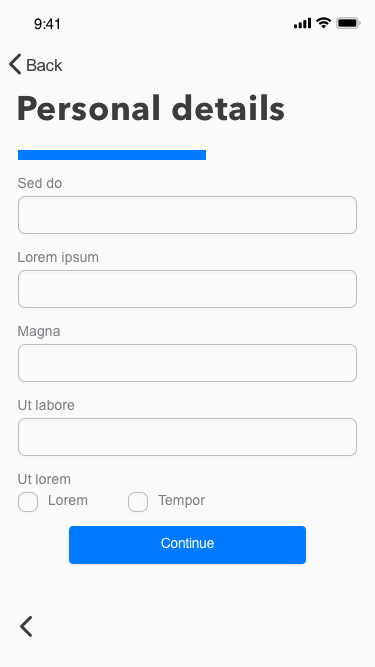 9:41
Back
Personal details
Sed do
Lorem ipsum
Magna
Ut labore
Ut lorem
Lorem Tempor
Continue